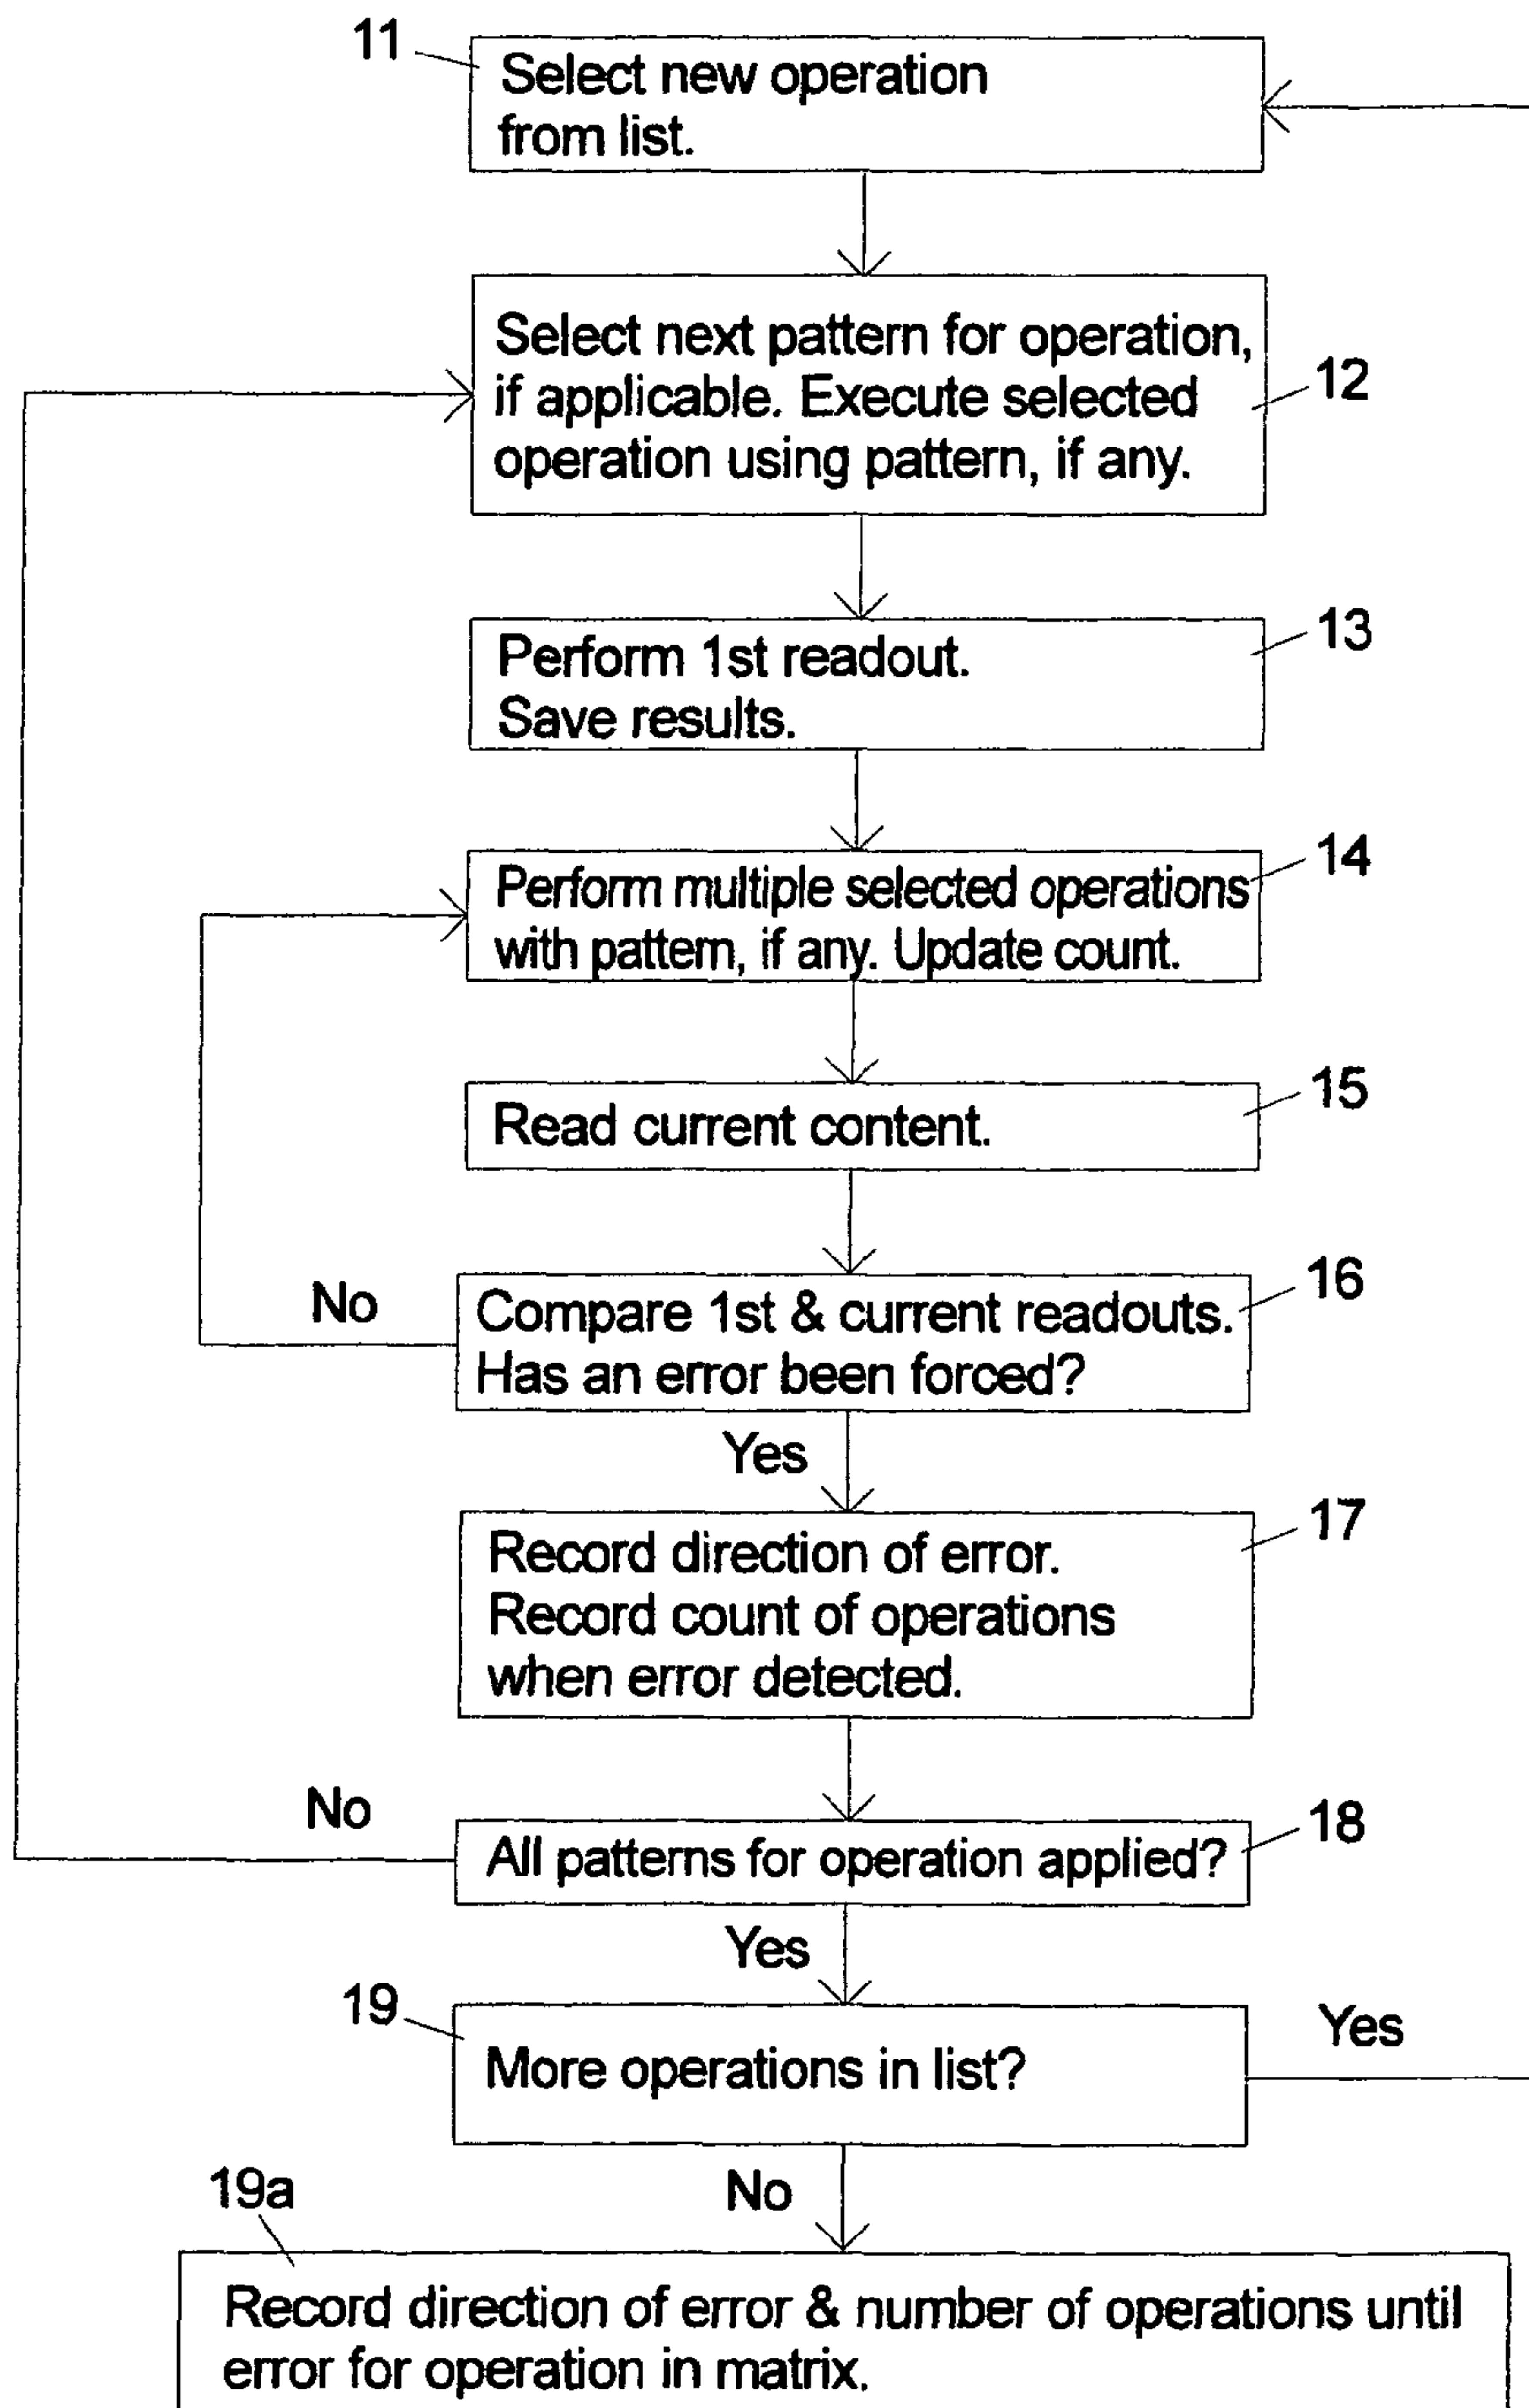 11
Select new operation
from list.
Select next pattern for operation,
if applicable. Execute selected
operation using pattern, if any.
12
Perform 1st readout.
Save results.
13
Perform multiple selected operations
with pattern, if any. Update count.
14
Read current content.
15
No
Compare 1st & current readouts.
Has an error been forced?
16
Yes
Record direction of error.
Record count of operations
when error detected.
17
No
All patterns for operation applied?
18
Yes
19
More operations in list?
Yes
No
19a
Record direction of error & number of operations until
error for operation in matrix.